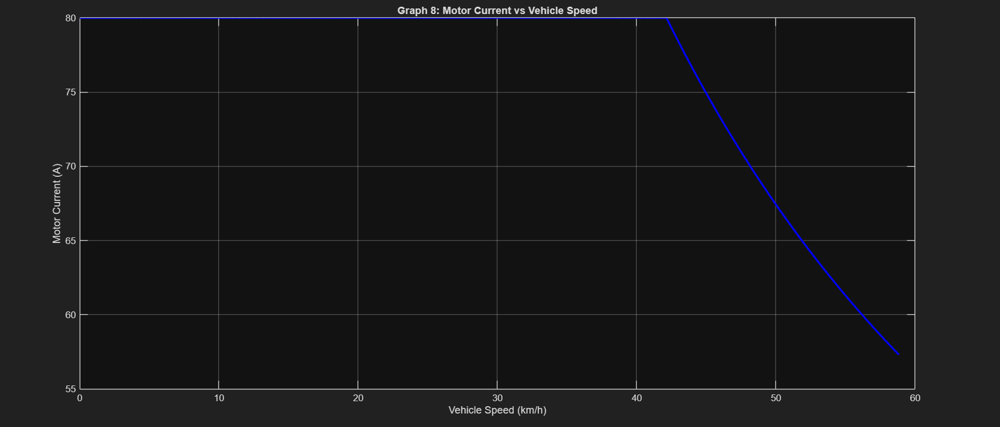 Graph 8: Motor Current vs Vehicle Speed
80
75
70
65
60
55
Motor Current (A)
0 10 20 30 40 50 60
Vehicle Speed (km/h)